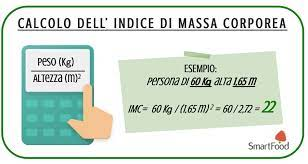 CALCOLO DELL' INDICE DI MASSA CORPOREA
PESO (Kg)
ALTEZZA (m)²
ESEMPIO:
PERSONA DI 60 Kg ALTA 1,65 m
IMC= 60 Kg / (1,65 m)² = 60 / 2,72 = 22
SmartFood